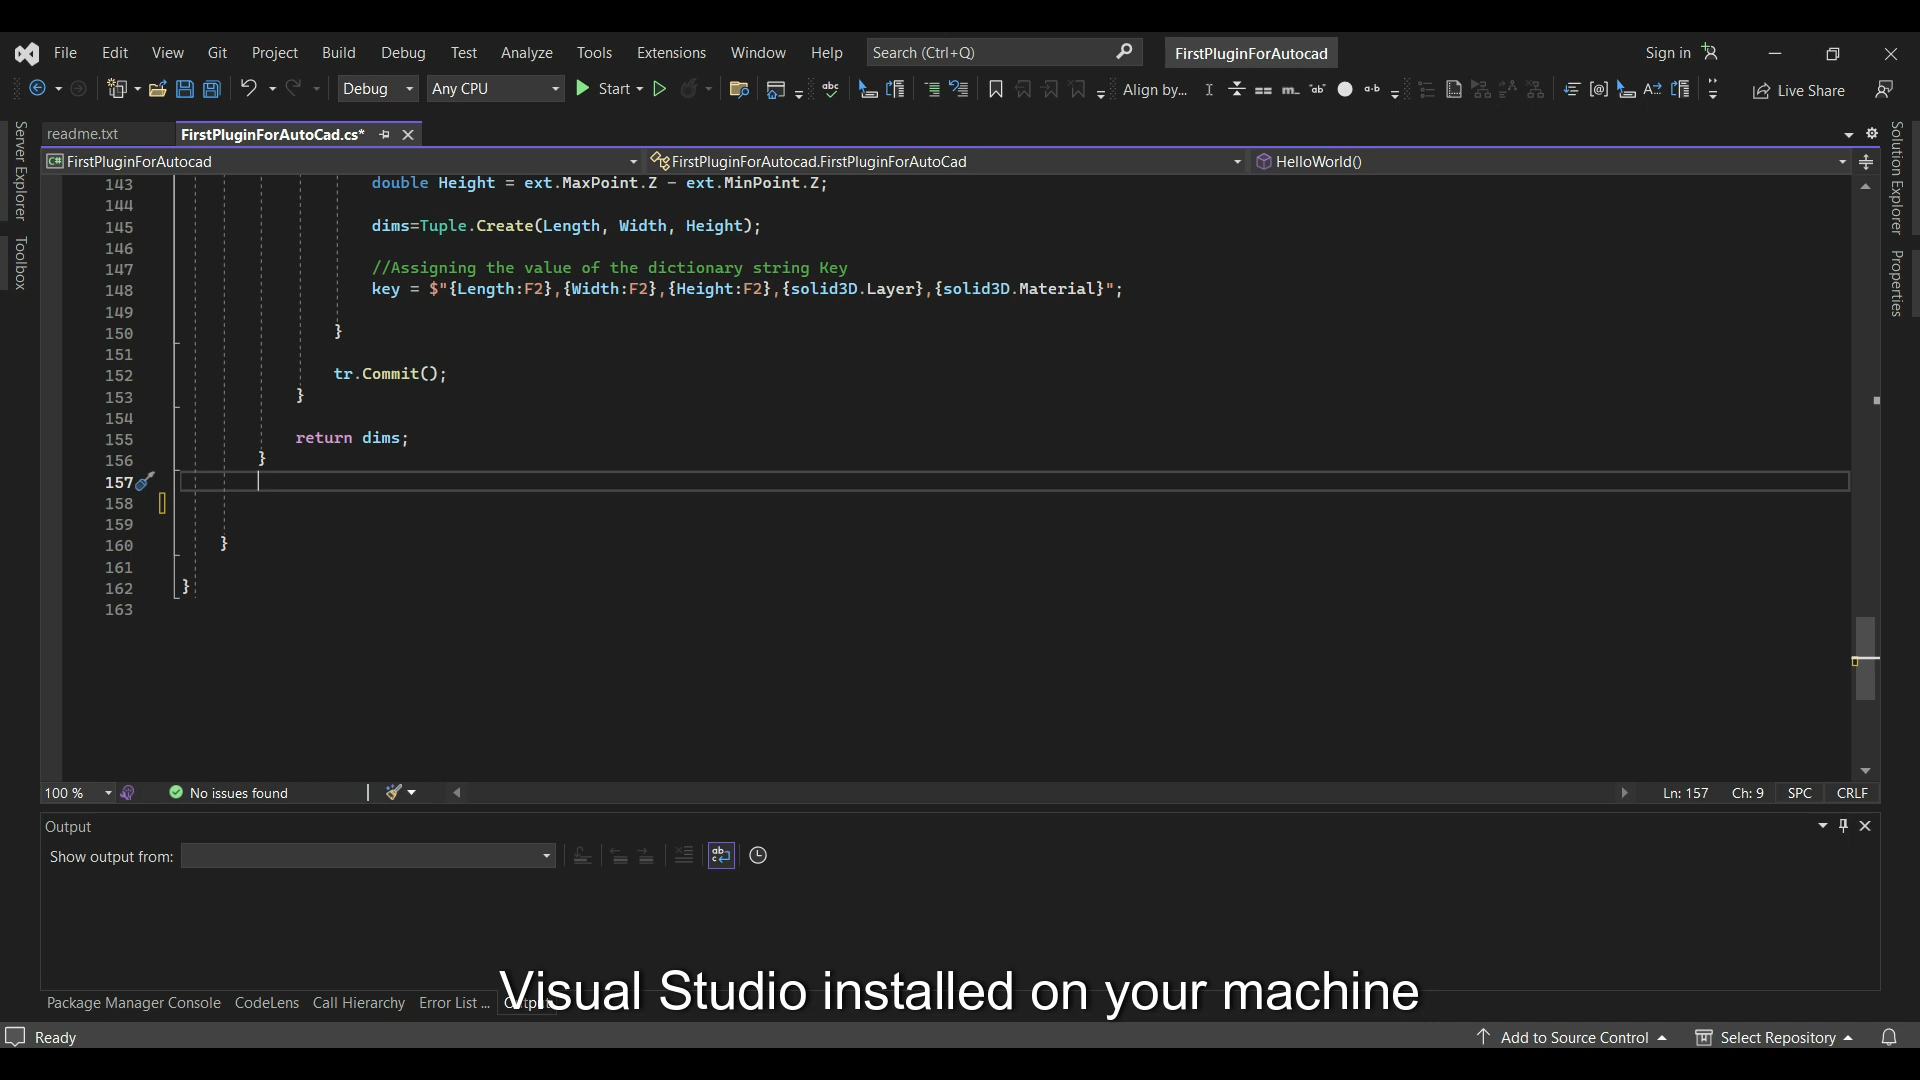 File Edit View Git Project Build Debug Test Analyze Tools Extensions Window Help Search (Ctrl+Q) FirstPluginForAutocad Sign in
Debug Any CPU Start Align by... Live Share
readme.txt FirstPluginForAutoCad.cs*
FirstPluginForAutocad FirstPluginForAutocad.FirstPluginForAutoCad HelloWorld()
Server Explorer
Toolbox
Solution Explorer
Properties
143 double Height = ext.MaxPoint.Z - ext.MinPoint.Z;
144
145 dims=Tuple.Create(Length, Width, Height);
146
147 //Assigning the value of the dictionary string Key
148 key = $"{Length:F2},{Width:F2},{Height:F2},{solid3D.Layer},{solid3D.Material}";
149
150 }
151
152 tr.Commit();
153 }
154
155 return dims;
156 }
157
158
159
160 }
161
162 }
163
100 % No issues found Ln: 157 Ch: 9 SPC CRLF
Output
Show output from:
Visual Studio installed on your machine
Package Manager Console CodeLens Call Hierarchy Error List ... Output
Ready Add to Source Control Select Repository